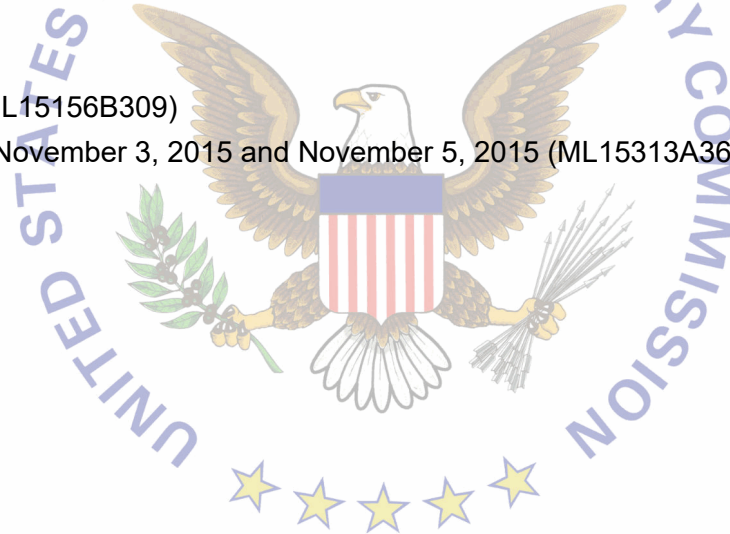 L15156B309)
November 3, 2015 and November 5, 2015 (ML15313A36
UNITED STATES
Y COMMISSION